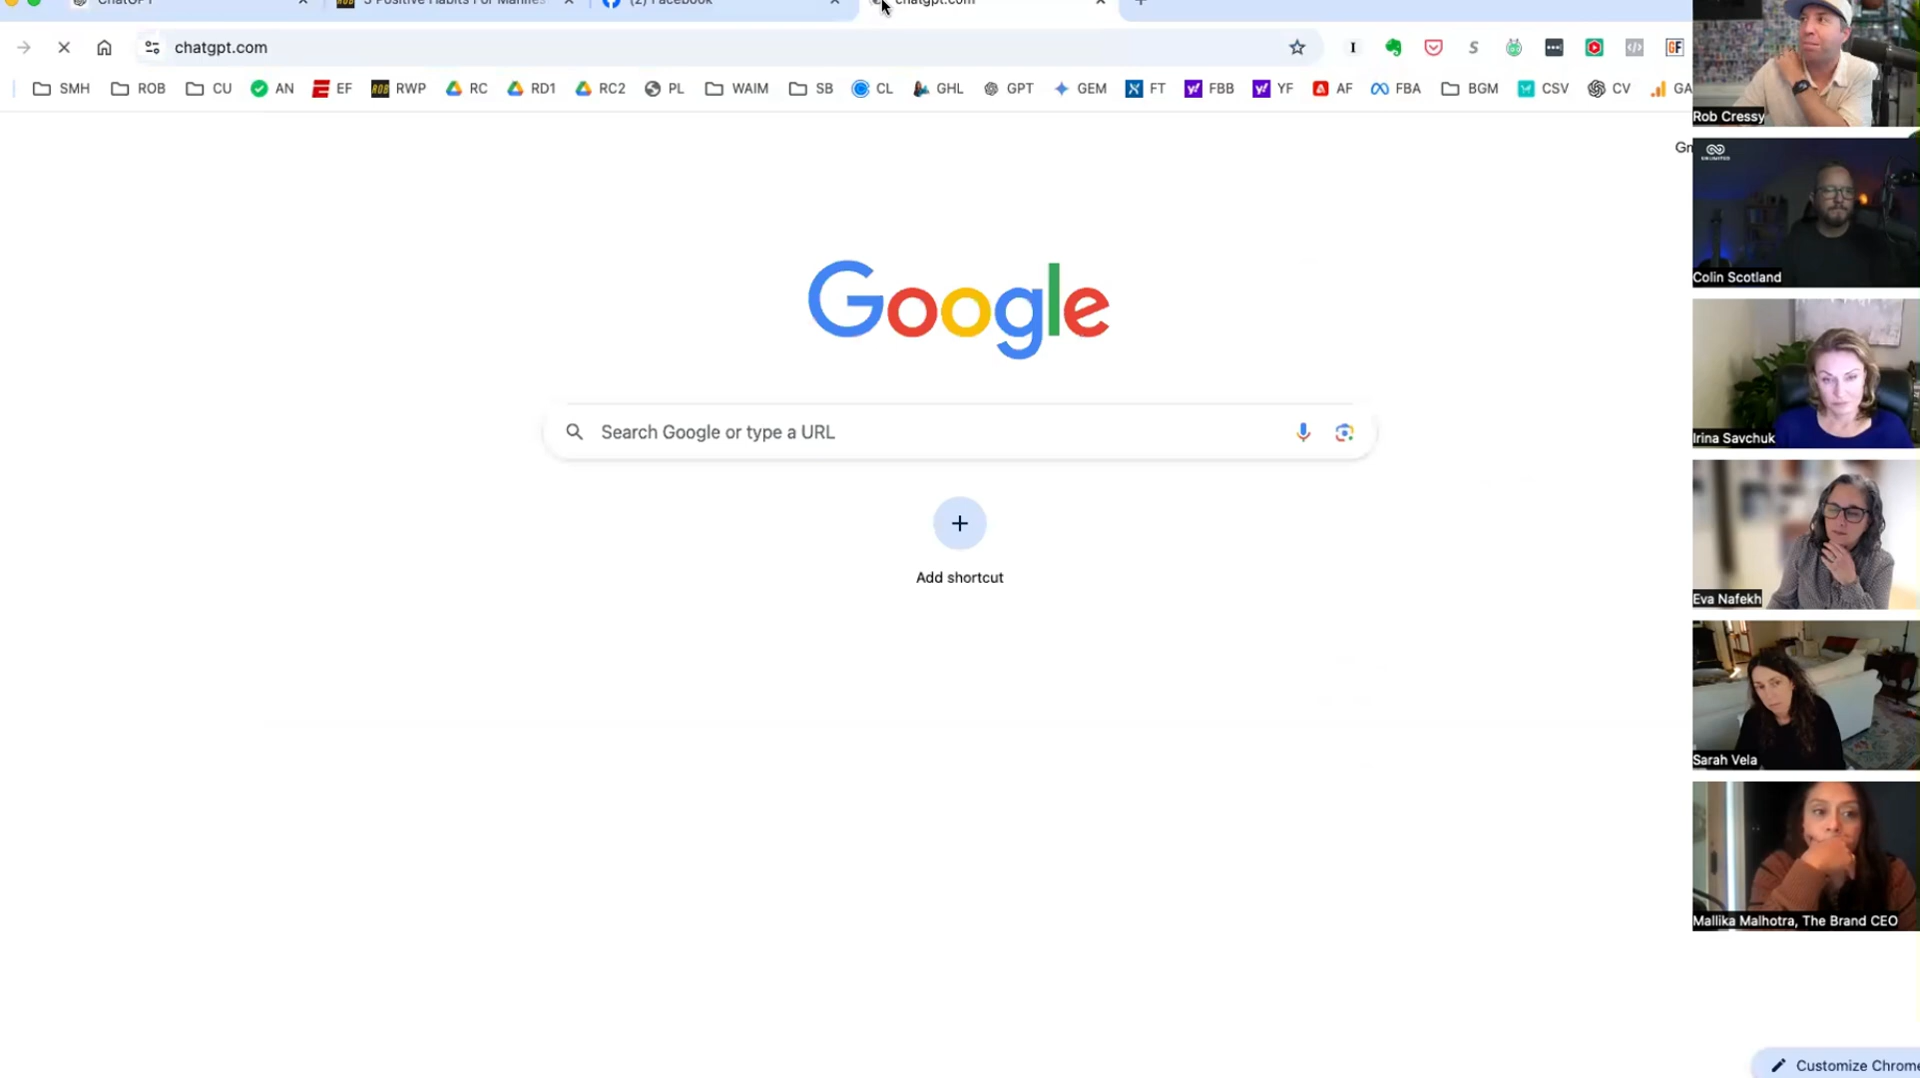 ChatGPT
3 Positive Habits For Manifes
(2) Facebook
chatgpt.com
chatgpt.com
SMH ROB CU AN EF RWP RC RD1 RC2 PL WAIM SB CL GHL GPT GEM FT FBB YF AF FBA BGM CSV CV GA
Rob Cressy
Gm
UNLIMITED
Colin Scotland
Google
Search Google or type a URL
Irina Savchuk
Add shortcut
Eva Nafekh
Sarah Vela
Mallika Malhotra, The Brand CEO
Customize Chrome